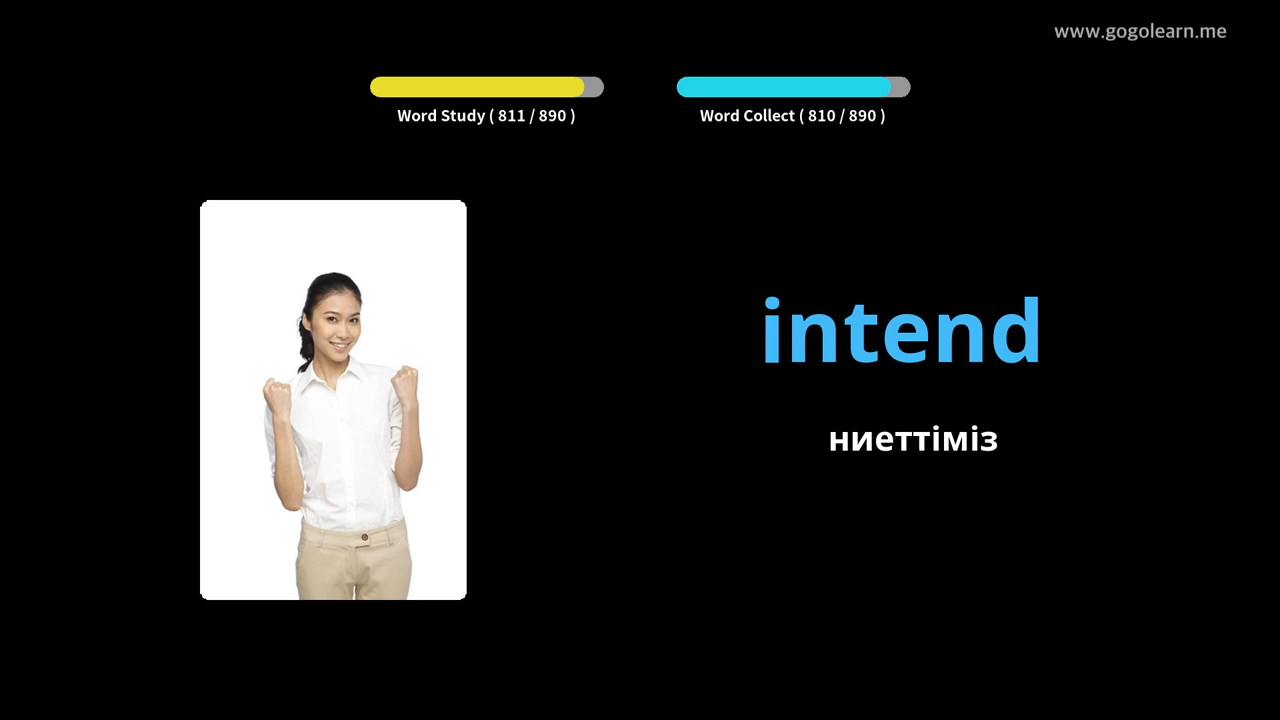 www.gogolearn.me
Word Study ( 811 / 890 )
Word Collect ( 810 / 890 )
intend
ниеттіміз